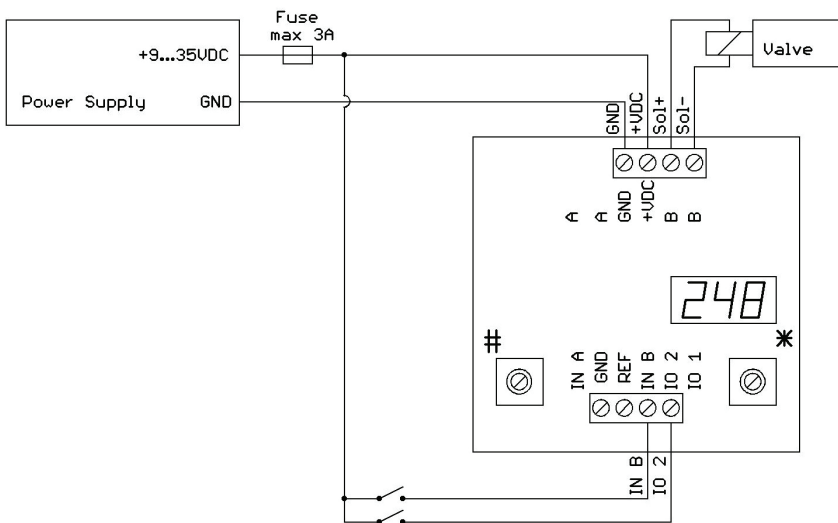 Fuse
max 3A
+9...35VDC
Power Supply
GND
Valve
GND
+VDC
Sol+
Sol-
A
A
GND
+VDC
B
B
248
#
*
IN A
GND
REF
IN B
IO 2
IO 1
IN B
IO 2